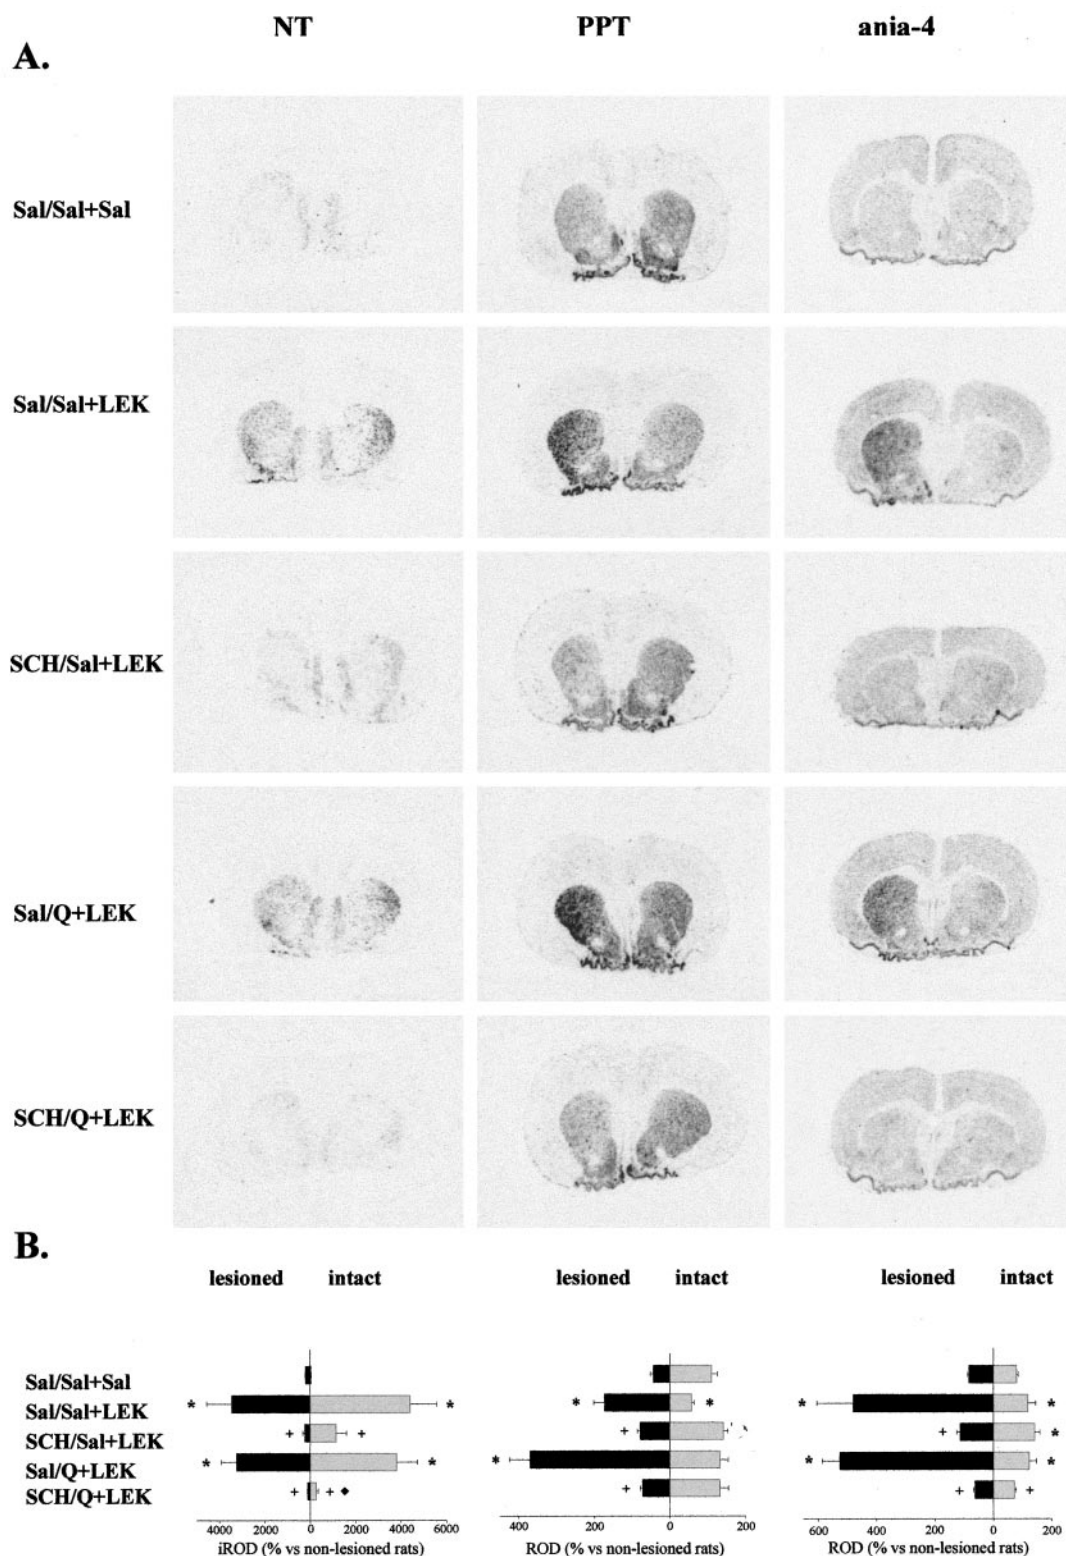 NT PPT ania-4
A.
Sal/Sal+Sal
Sal/Sal+LEK
SCH/Sal+LEK
Sal/Q+LEK
SCH/Q+LEK
B.
lesioned intact lesioned intact lesioned intact
Sal/Sal+Sal
Sal/Sal+LEK * * * * * *
SCH/Sal+LEK + + + + *
Sal/Q+LEK * * * * *
SCH/Q+LEK + + ◆ + + +
4000 2000 0 2000 4000 6000 400 200 0 200 600 400 200 0 200
iROD (% vs non-lesioned rats) ROD (% vs non-lesioned rats) ROD (% vs non-lesioned rats)